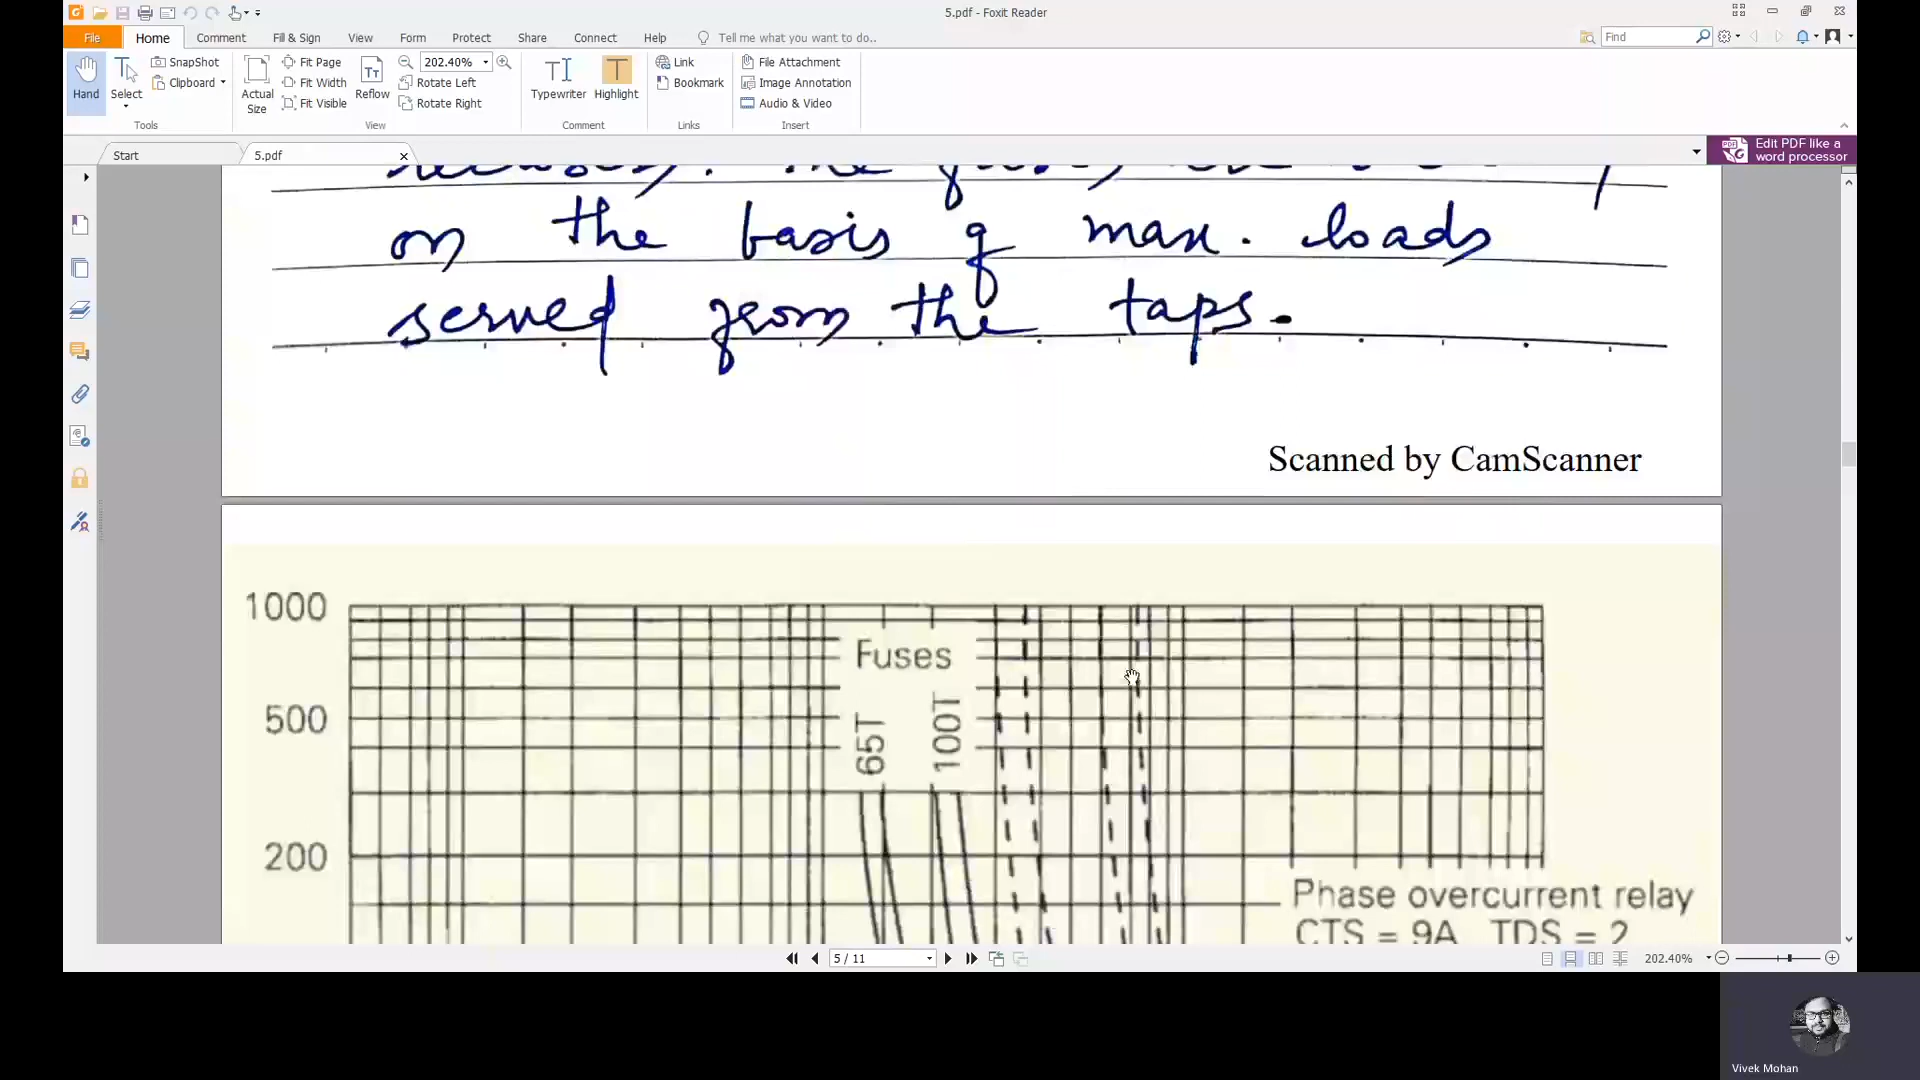 5.pdf - Foxit Reader
File Home Comment Fill & Sign View Form Protect Share Connect Help Tell me what you want to do.. Find
Hand
Select
SnapShot
Clipboard
Tools
Actual
Size
Fit Page
Fit Width
Fit Visible
Reflow
202.40%
Rotate Left
Rotate Right
View
Typewriter
Highlight
Comment
Link
Bookmark
Links
File Attachment
Image Annotation
Audio & Video
Insert
Start
5.pdf
Edit PDF like a
word processor
on the basis of max. loads
served from the taps.
Scanned by CamScanner
1000
500
200
Fuses
65T
100T
Phase overcurrent relay
CTS = 9A TDS = 2
5 / 11
202.40%
Vivek Mohan